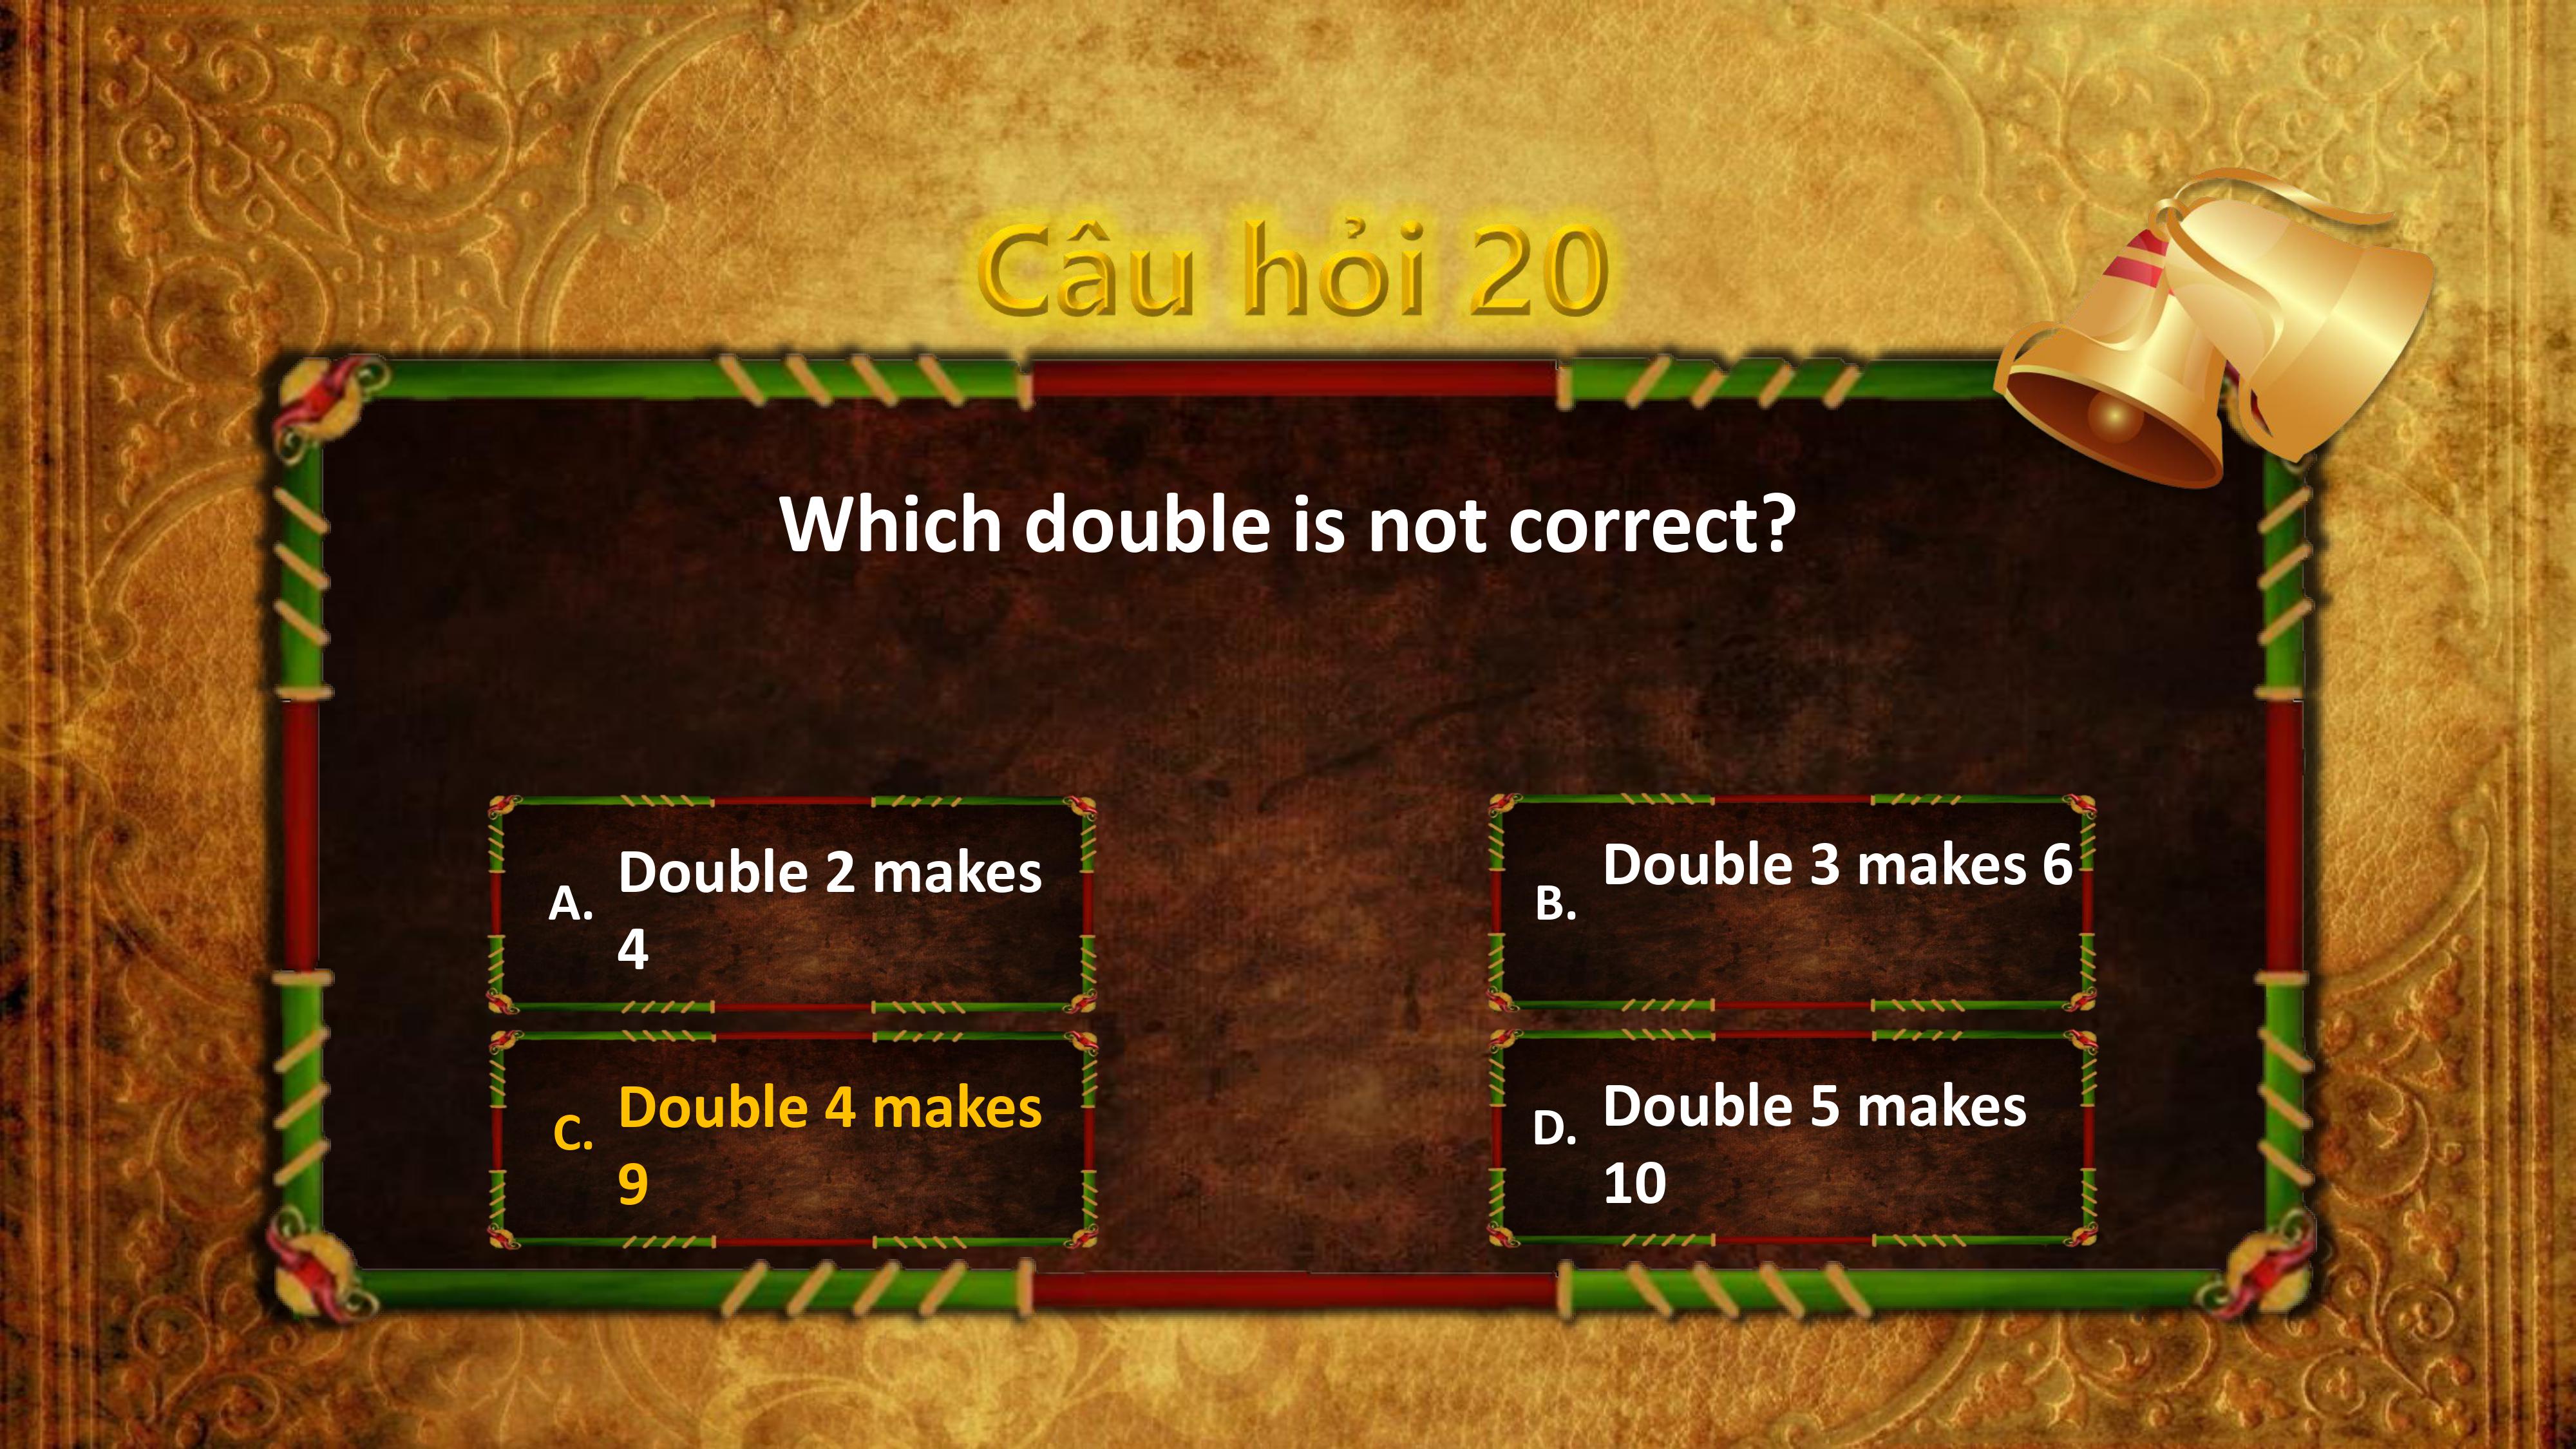 Câu hỏi 20
Which double is not correct?
A. Double 2 makes
4
B. Double 3 makes 6
C. Double 4 makes
9
D. Double 5 makes
10